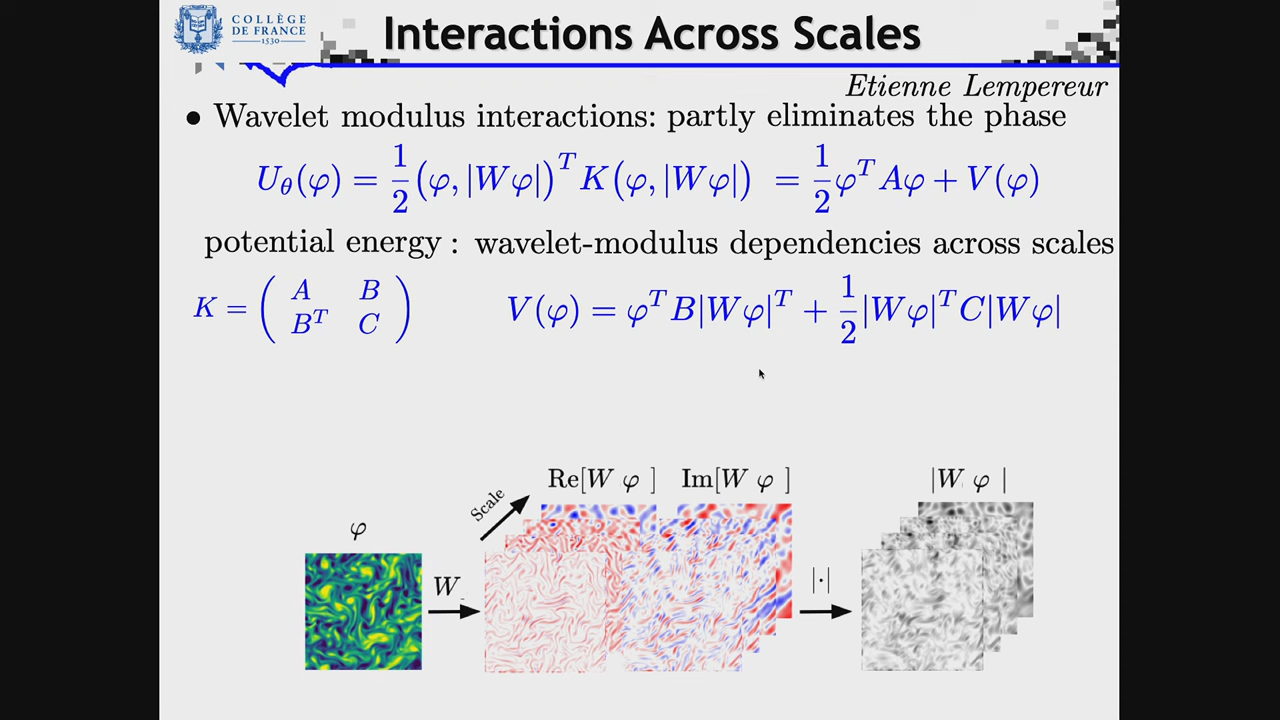 COLLÈGE
DE FRANCE
1530
Interactions Across Scales
Etienne Lempereur
• Wavelet modulus interactions: partly eliminates the phase
U_θ(φ) = 1/2 (φ, |Wφ|)^T K(φ, |Wφ|) = 1/2 φ^T Aφ + V(φ)
potential energy : wavelet-modulus dependencies across scales
K = ( A B
B^T C )
V(φ) = φ^T B|Wφ|^T + 1/2 |Wφ|^T C|Wφ|
Re[W φ ] Im[W φ ] |W φ |
Scale
φ
W
|·|